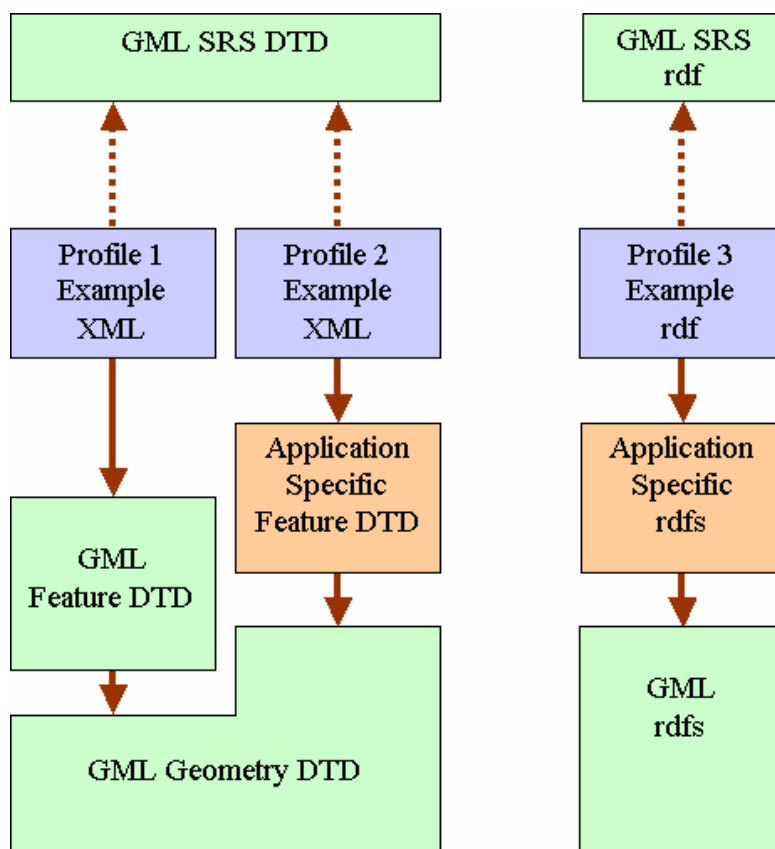 GML SRS DTD
GML SRS
rdf
Profile 1
Example
XML
Profile 2
Example
XML
Profile 3
Example
rdf
Application
Specific
Feature DTD
Application
Specific
rdfs
GML
Feature DTD
GML
rdfs
GML Geometry DTD